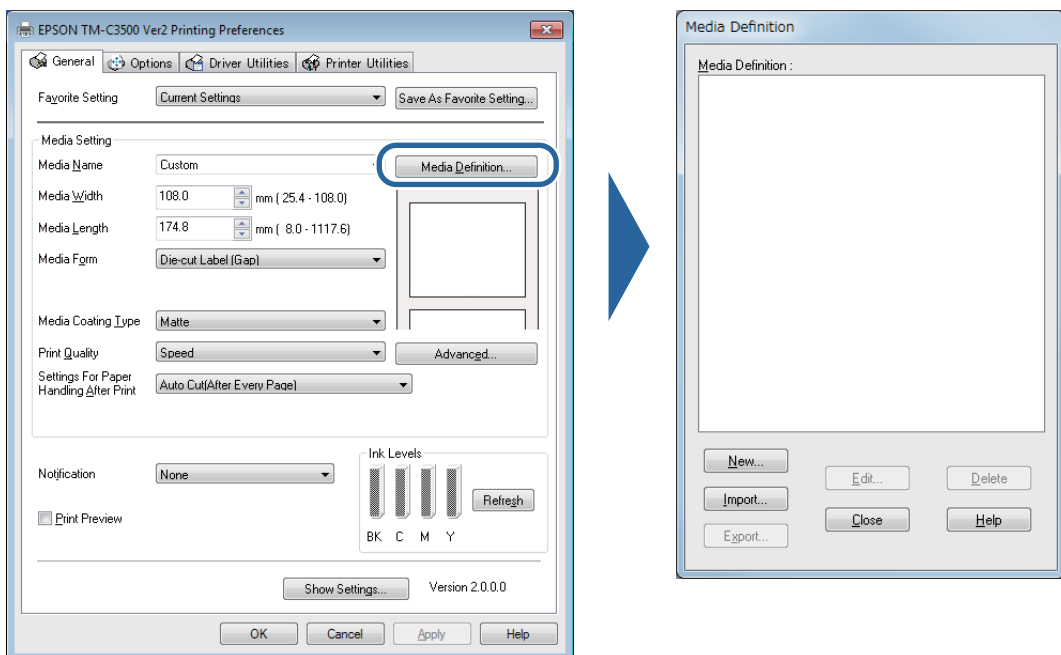 EPSON TM-C3500 Ver2 Printing Preferences
General Options Driver Utilities Printer Utilities
Favorite Setting Current Settings Save As Favorite Setting...
Media Setting
Media Name Custom Media Definition...
Media Width 108.0 mm ( 25.4 - 108.0)
Media Length 174.8 mm ( 8.0-1117.6)
Media Form Die-cut Label (Gap)
Media Coating Type Matte
Print Quality Speed Advanced...
Settings For Paper
Handling After Print Auto Cut(After Every Page)
Notification None
Print Preview
Ink Levels
Refresh
BK C M Y
Show Settings... Version 2.0.0.0
OK Cancel Apply Help
Media Definition
Media Definition :
New... Edit... Delete
Import... Close Help
Export...